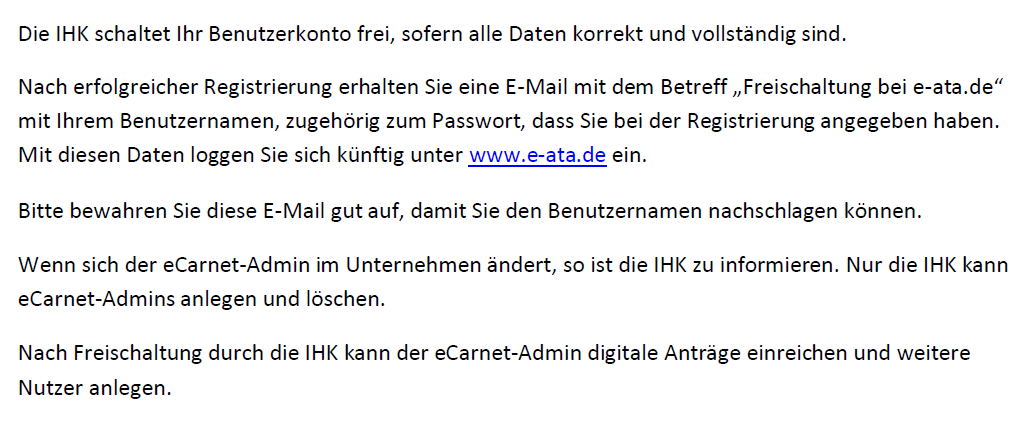 Die IHK schaltet Ihr Benutzerkonto frei, sofern alle Daten korrekt und vollständig sind.
Nach erfolgreicher Registrierung erhalten Sie eine E-Mail mit dem Betreff „Freischaltung bei e-ata.de“
mit Ihrem Benutzernamen, zugehörig zum Passwort, dass Sie bei der Registrierung angegeben haben.
Mit diesen Daten loggen Sie sich künftig unter www.e-ata.de ein.
Bitte bewahren Sie diese E-Mail gut auf, damit Sie den Benutzernamen nachschlagen können.
Wenn sich der eCarnet-Admin im Unternehmen ändert, so ist die IHK zu informieren. Nur die IHK kann
eCarnet-Admins anlegen und löschen.
Nach Freischaltung durch die IHK kann der eCarnet-Admin digitale Anträge einreichen und weitere
Nutzer anlegen.